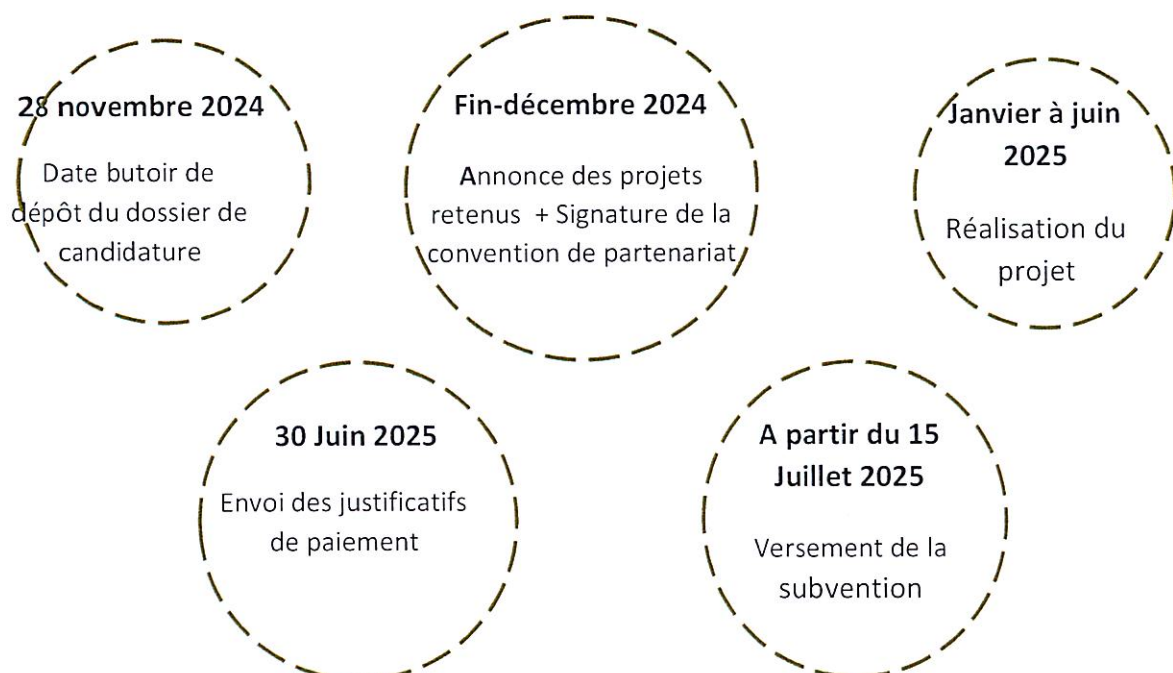 28 novembre 2024
Date butoir de
dépôt du dossier de
candidature
Fin-décembre 2024
Annonce des projets
retenus + Signature de la
convention de partenariat
Janvier à juin
2025
Réalisation du
projet
30 Juin 2025
Envoi des justificatifs
de paiement
A partir du 15
Juillet 2025
Versement de la
subvention